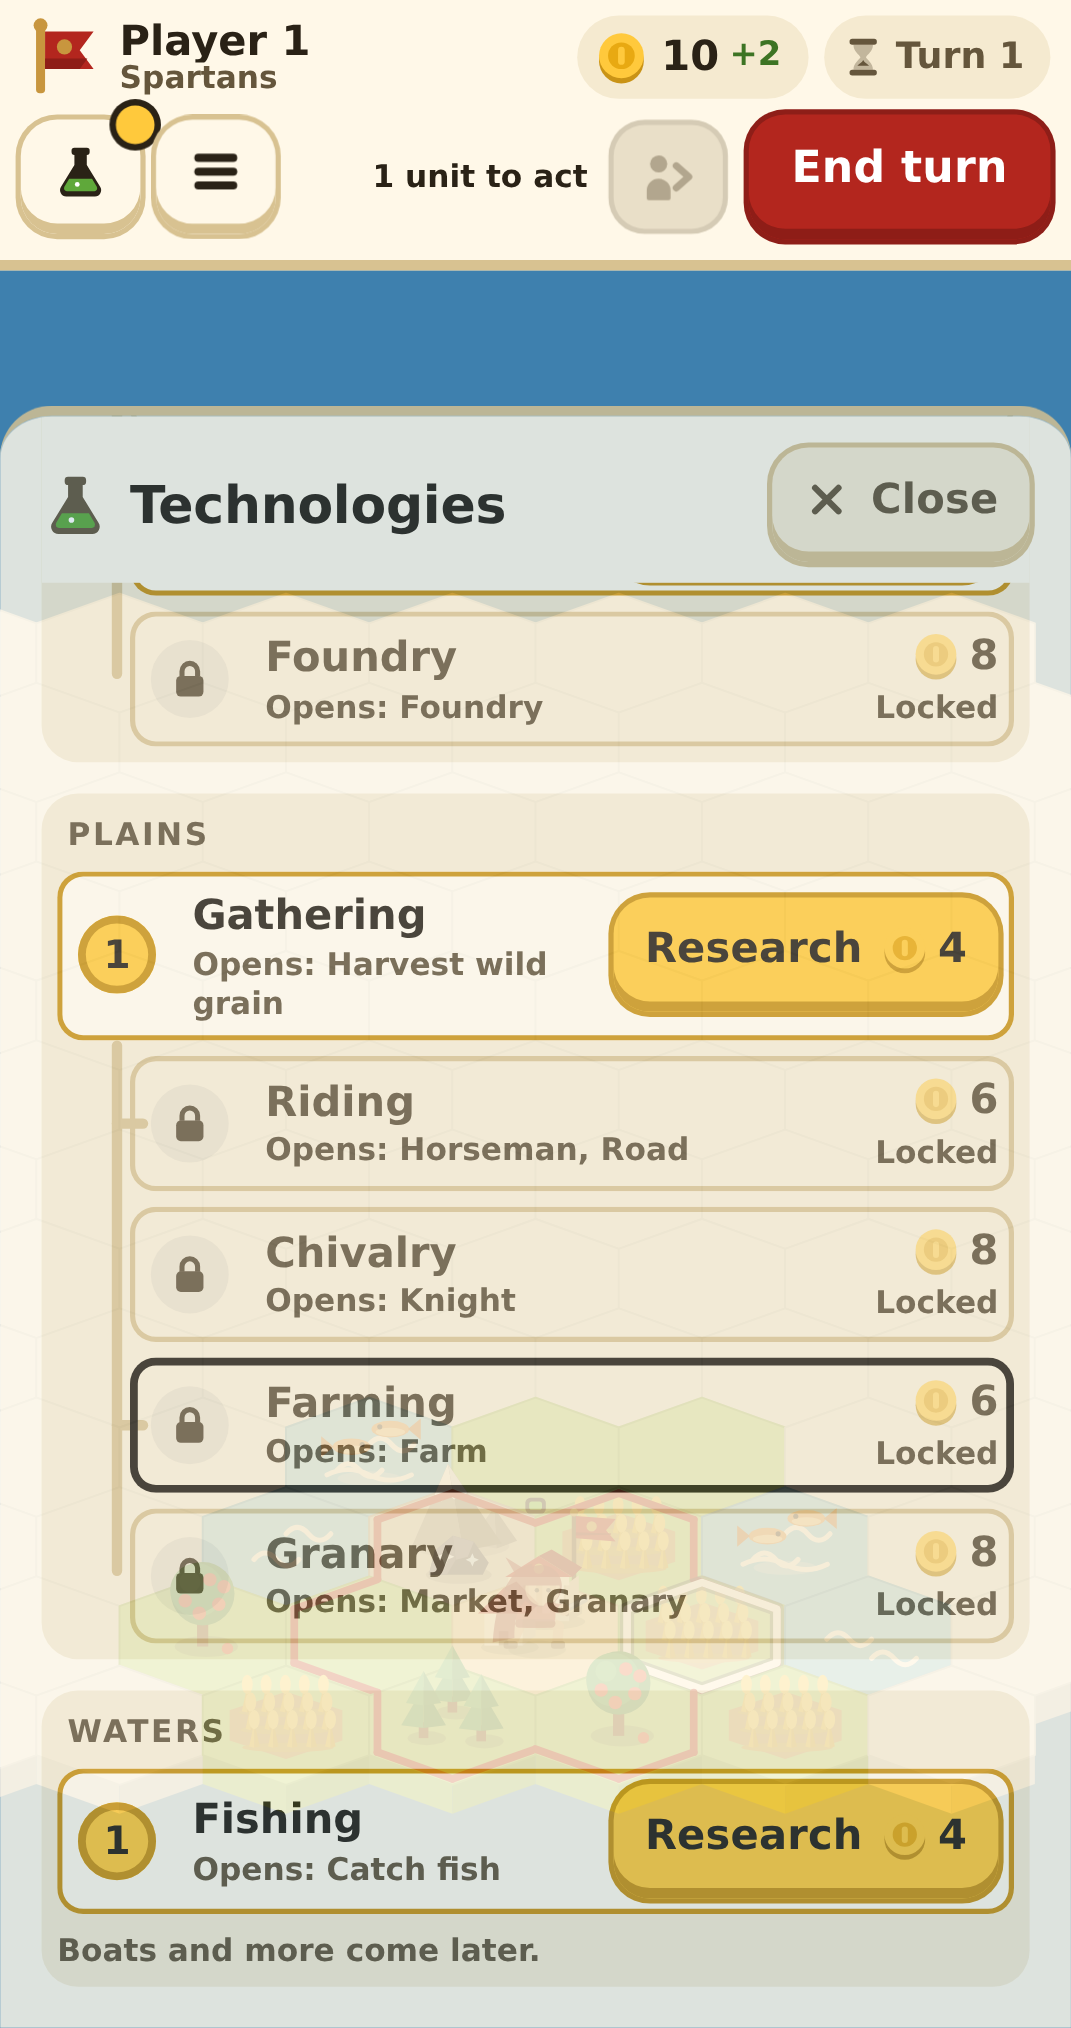 Player 1
Spartans
10 +2
Turn 1
1 unit to act
End turn
Technologies
Close
Foundry
8
Opens: Foundry
Locked
PLAINS
1
Gathering
Opens: Harvest wild
grain
Research 4
Riding
6
Opens: Horseman, Road
Locked
Chivalry
8
Opens: Knight
Locked
Farming
6
Opens: Farm
Locked
Granary
8
Opens: Market, Granary
Locked
WATERS
1
Fishing
Opens: Catch fish
Research 4
Boats and more come later.